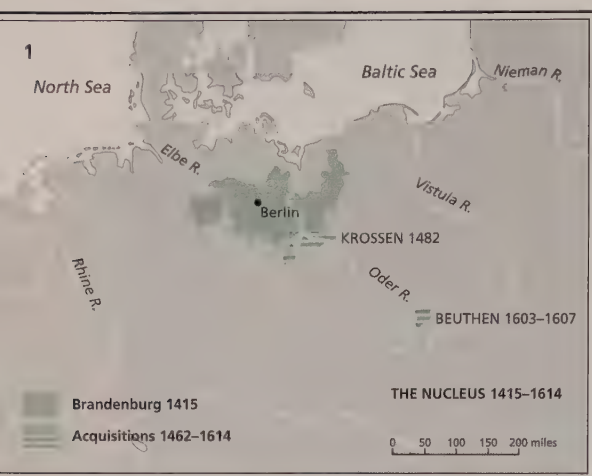 1
North Sea
Baltic Sea
Nieman R.
Elbe R.
Vistula R.
Berlin
KROSSEN 1482
Rhine R.
Oder R.
BEUTHEN 1603–1607
Brandenburg 1415
THE NUCLEUS 1415–1614
Acquisitions 1462–1614
0 50 100 150 200 miles